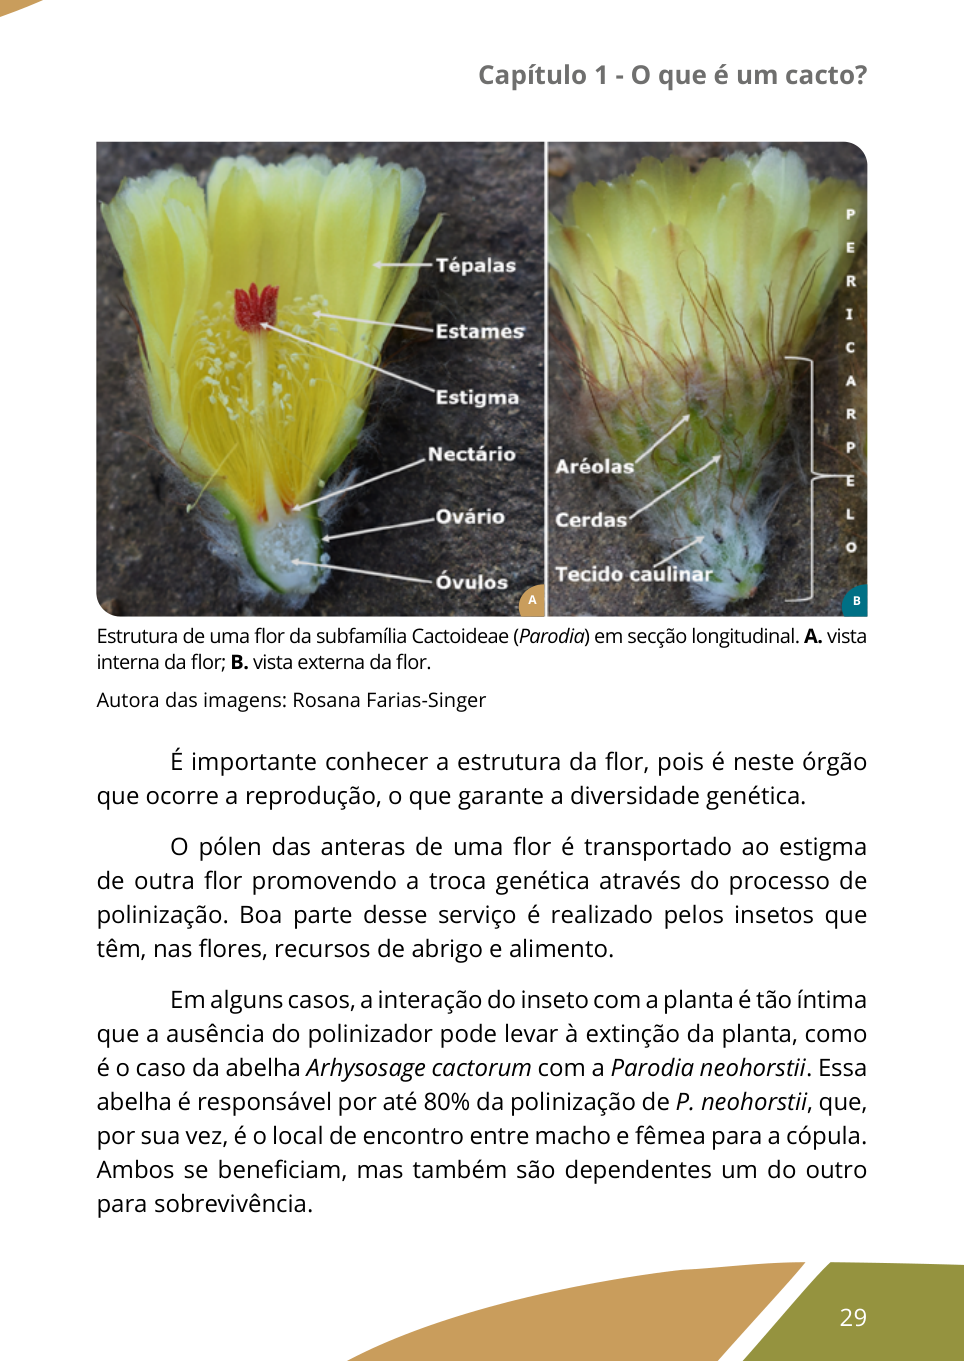 Capítulo 1 - O que é um cacto?
Tépalas
Estames
Estigma
Nectário
Ovário
Óvulos
A
Aréolas
Cerdas
Tecido caulinar
PERICARPELO
B
Estrutura de uma flor da subfamília Cactoideae (Parodia) em secção longitudinal. A. vista
interna da flor; B. vista externa da flor.
Autora das imagens: Rosana Farias-Singer
É importante conhecer a estrutura da flor, pois é neste órgão
que ocorre a reprodução, o que garante a diversidade genética.
O pólen das anteras de uma flor é transportado ao estigma
de outra flor promovendo a troca genética através do processo de
polinização. Boa parte desse serviço é realizado pelos insetos que
têm, nas flores, recursos de abrigo e alimento.
Em alguns casos, a interação do inseto com a planta é tão íntima
que a ausência do polinizador pode levar à extinção da planta, como
é o caso da abelha Arhysosage cactorum com a Parodia neohorstii. Essa
abelha é responsável por até 80% da polinização de P. neohorstii, que,
por sua vez, é o local de encontro entre macho e fêmea para a cópula.
Ambos se beneficiam, mas também são dependentes um do outro
para sobrevivência.
29